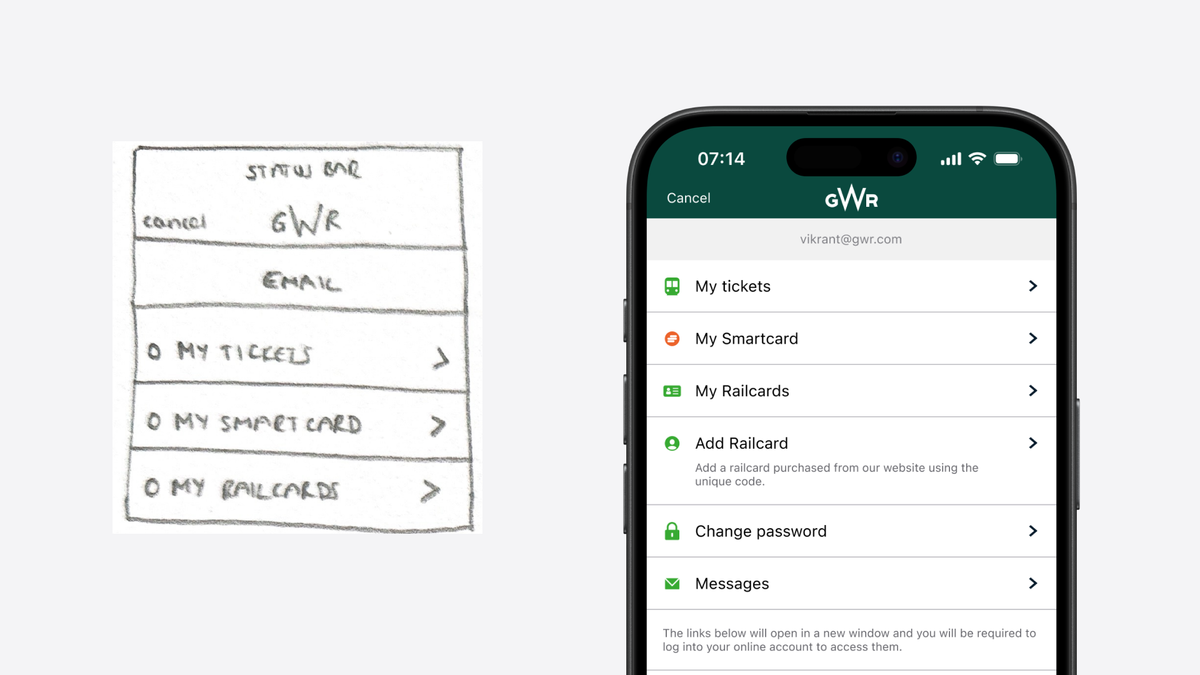 STATUS BAR
cancel GWR
EMAIL
MY TICKETS
MY SMARTCARD
MY RAILCARDS
07:14
Cancel GWR
vikrant@gwr.com
My tickets
My Smartcard
My Railcards
Add Railcard
Add a railcard purchased from our website using the
unique code.
Change password
Messages
The links below will open in a new window and you will be required to
log into your online account to access them.